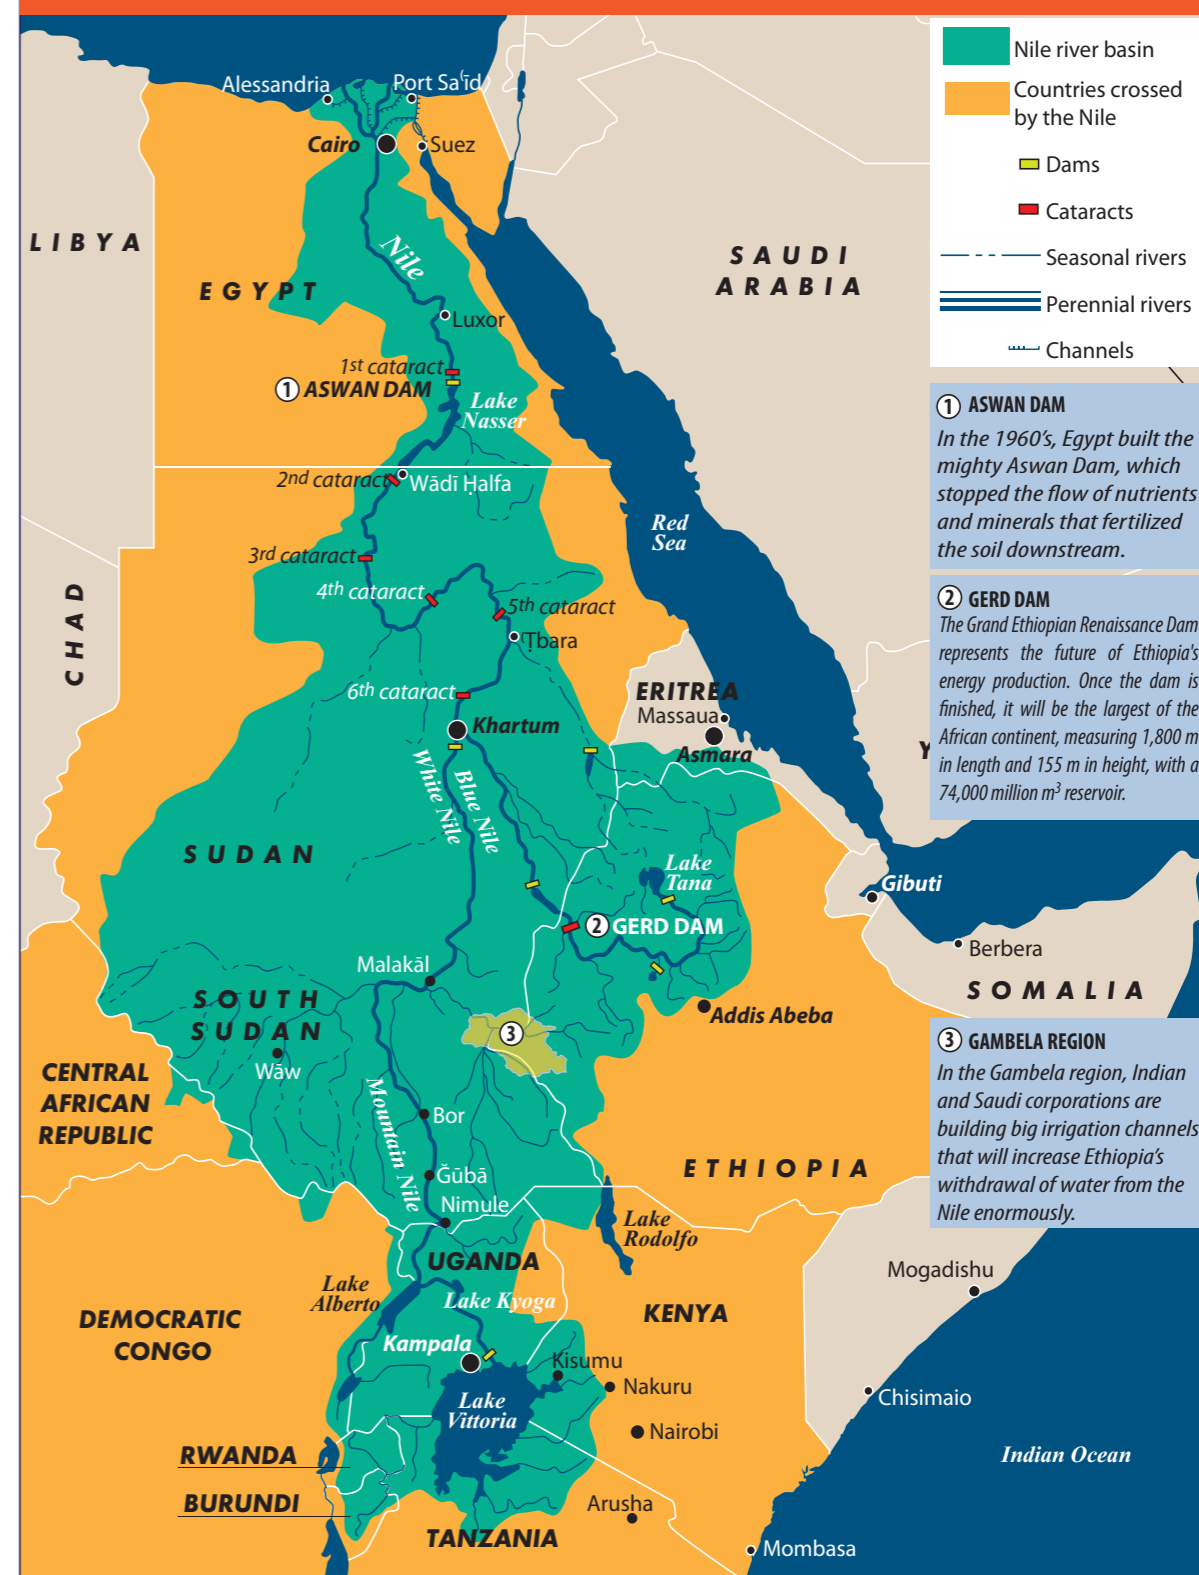 Nile river basin
Countries crossed
by the Nile
Dams
Cataracts
Seasonal rivers
Perennial rivers
Channels
Alessandria
Port Saʿīd
Cairo
Suez
LIBYA
Nile
SAUDI
ARABIA
EGYPT
Luxor
1st cataract
1 ASWAN DAM
Lake
Nasser
2nd cataract
Wādī Ḥalfa
Red
Sea
3rd cataract
4th cataract
5th cataract
CHAD
ʿṬbara
6th cataract
ERITREA
Massaua
Khartum
Asmara
Y
White Nile
Blue Nile
SUDAN
Lake
Tana
Gibuti
2 GERD DAM
Berbera
Malakāl
SOMALIA
SOUTH
SUDAN
Addis Abeba
3
Wāw
CENTRAL
AFRICAN
REPUBLIC
Mountain Nile
Bor
ETHIOPIA
Ğūbā
Nimule
Lake
Rodolfo
UGANDA
Mogadishu
Lake
Alberto
Lake Kyoga
KENYA
DEMOCRATIC
CONGO
Kampala
Kisumu
Nakuru
Chisimaio
Lake
Vittoria
Nairobi
RWANDA
Indian Ocean
BURUNDI
Arusha
TANZANIA
Mombasa
1 ASWAN DAM
In the 1960's, Egypt built the
mighty Aswan Dam, which
stopped the flow of nutrients
and minerals that fertilized
the soil downstream.
2 GERD DAM
The Grand Ethiopian Renaissance Dam
represents the future of Ethiopia's
energy production. Once the dam is
finished, it will be the largest of the
African continent, measuring 1,800 m
in length and 155 m in height, with a
74,000 million m³ reservoir.
3 GAMBELA REGION
In the Gambela region, Indian
and Saudi corporations are
building big irrigation channels
that will increase Ethiopia's
withdrawal of water from the
Nile enormously.